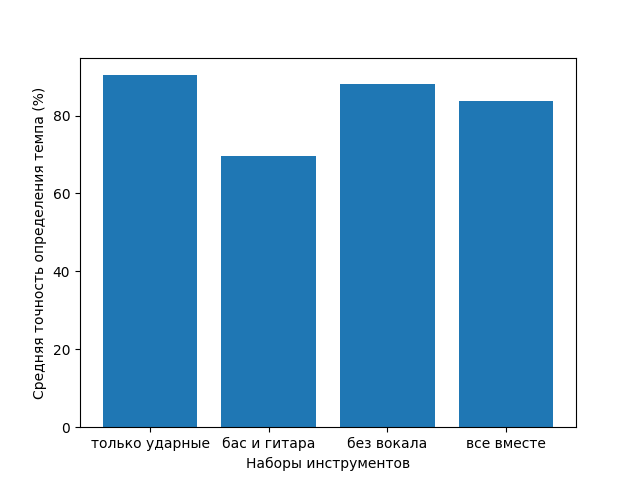 Средняя точность определения темпа (%)
80
60
40
20
0
только ударные
бас и гитара
без вокала
все вместе
Наборы инструментов